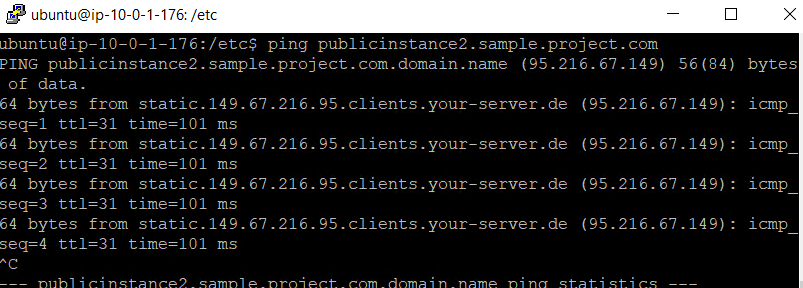 ubuntu@ip-10-0-1-176: /etc
ubuntu@ip-10-0-1-176:/etc$ ping publicinstance2.sample.project.com
PING publicinstance2.sample.project.com.domain.name (95.216.67.149) 56(84) bytes
 of data.
64 bytes from static.149.67.216.95.clients.your-server.de (95.216.67.149): icmp_
seq=1 ttl=31 time=101 ms
64 bytes from static.149.67.216.95.clients.your-server.de (95.216.67.149): icmp_
seq=2 ttl=31 time=101 ms
64 bytes from static.149.67.216.95.clients.your-server.de (95.216.67.149): icmp_
seq=3 ttl=31 time=101 ms
64 bytes from static.149.67.216.95.clients.your-server.de (95.216.67.149): icmp_
seq=4 ttl=31 time=101 ms
^C
--- publicinstance2.sample.project.com.domain.name ping statistics ---